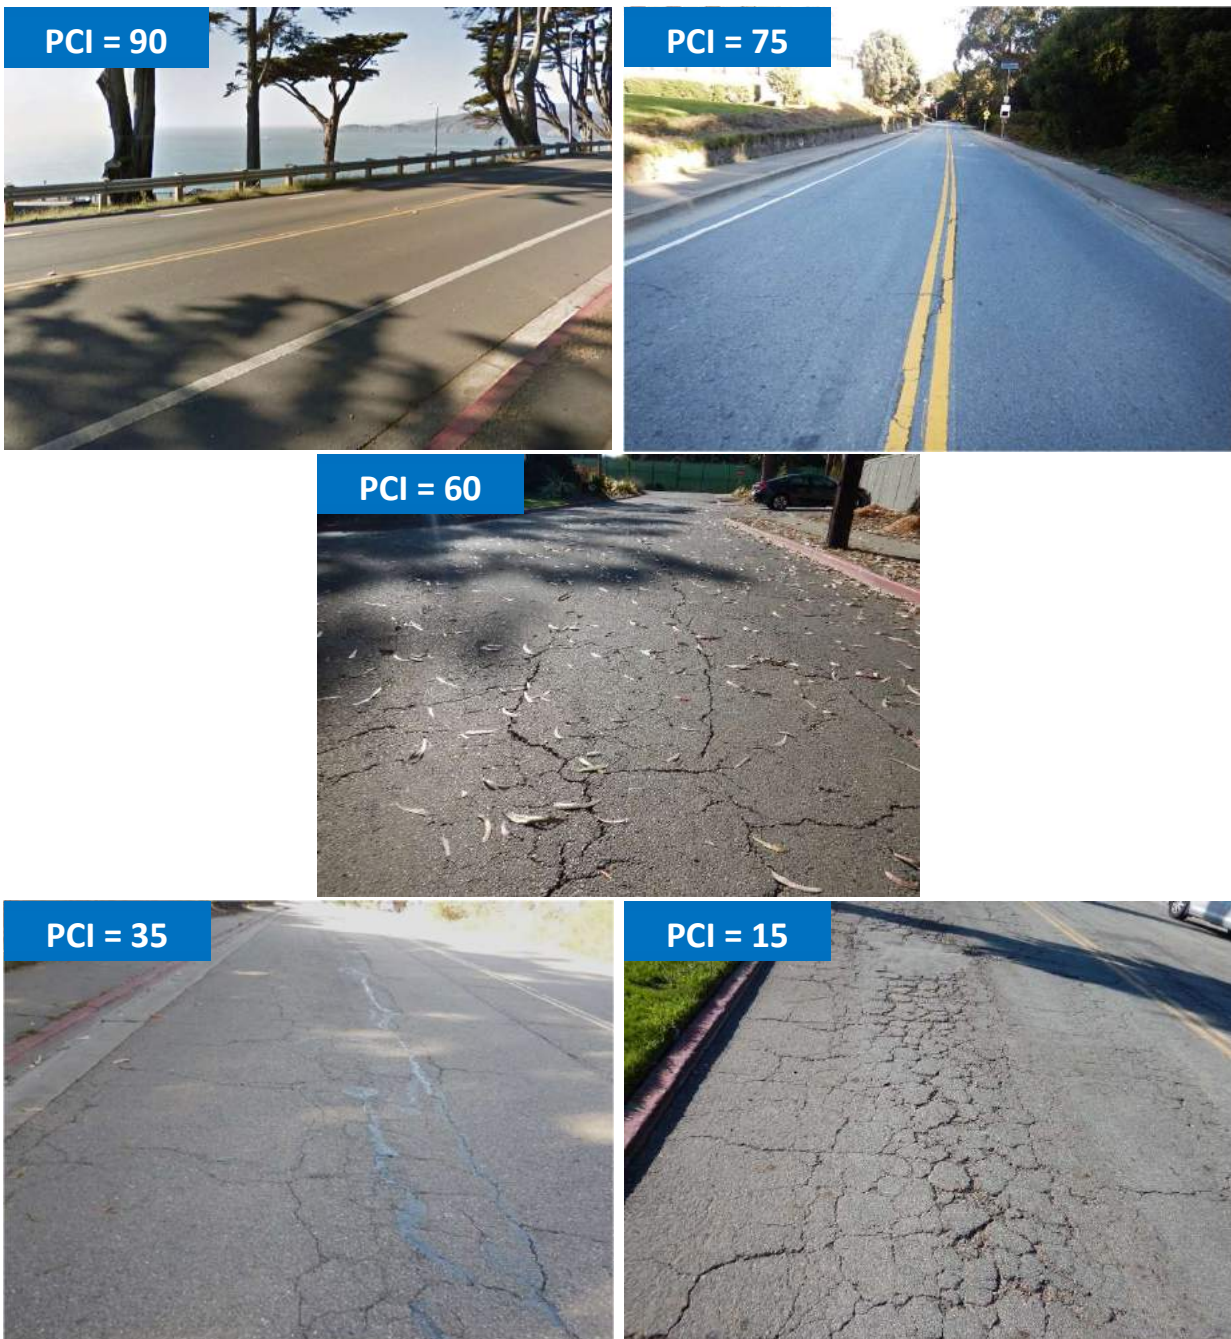 PCI = 90
PCI = 75
PCI = 60
PCI = 35
PCI = 15